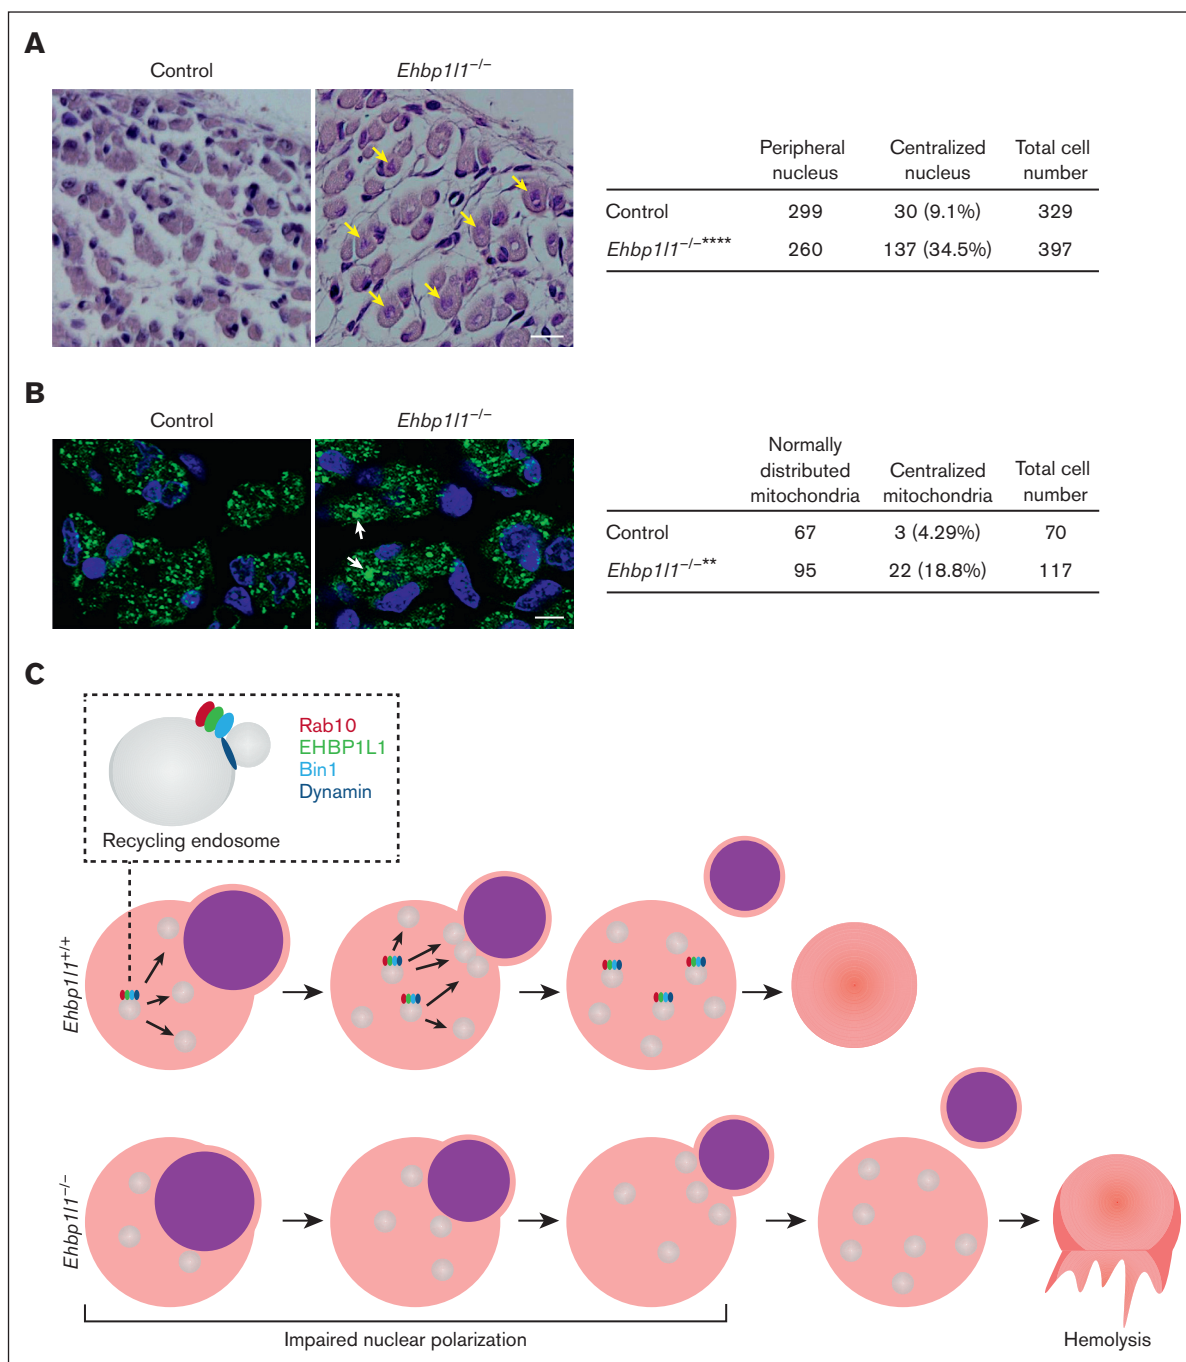 A
Control
Ehbp1l1−/−
Peripheral nucleus Centralized nucleus Total cell number
Control 299 30 (9.1%) 329
Ehbp1l1−/−**** 260 137 (34.5%) 397
B
Control
Ehbp1l1−/−
Normally distributed mitochondria Centralized mitochondria Total cell number
Control 67 3 (4.29%) 70
Ehbp1l1−/−** 95 22 (18.8%) 117
C
Rab10
EHBP1L1
Bin1
Dynamin
Recycling endosome
Ehbp1l1+/+
Ehbp1l1−/−
Impaired nuclear polarization
Hemolysis